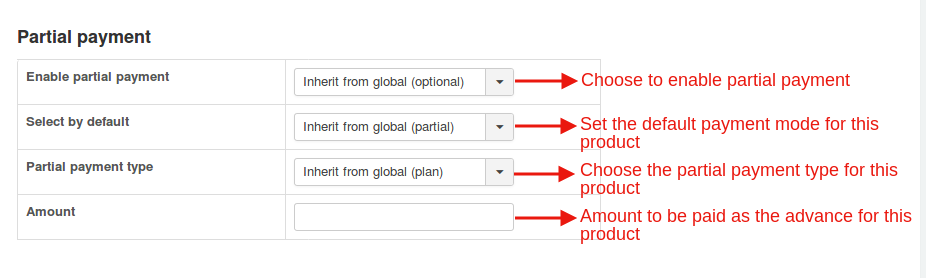 Partial payment
Enable partial payment
Inherit from global (optional)
Choose to enable partial payment
Select by default
Inherit from global (partial)
Set the default payment mode for this
product
Partial payment type
Inherit from global (plan)
Choose the partial payment type for this
product
Amount
Amount to be paid as the advance for this
product